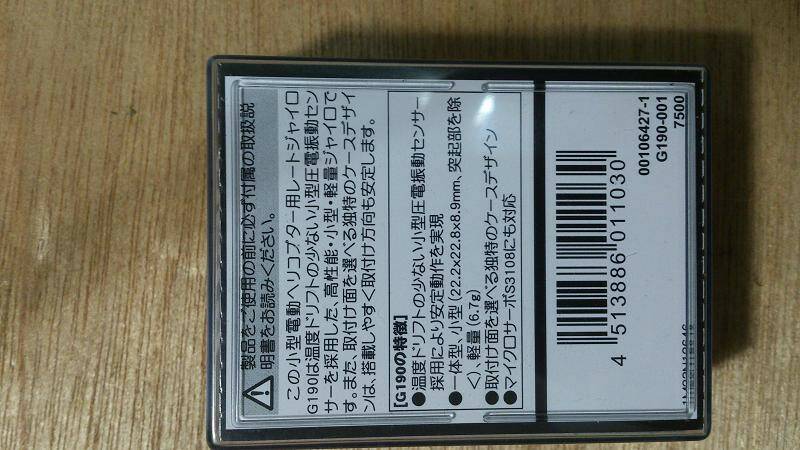 製品をご使用の前に必ず付属の取扱説
明書をお読みください。
この小型電動ヘリコプター用レートジャイロ
G190は温度ドリフトの少ない小型圧電振動セン
サーを採用した、高性能・小型・軽量ジャイロで
す。また、取付け面を選べる独特のケースデザイ
ンは、搭載しやすく取付け方向も安定します。
[G190の特徴]
●温度ドリフトの少ない小型圧電振動センサー
採用により安定動作を実現
●一体型、小型(22.2x22.8x8.9mm、突起部を除
く)、軽量(6.7g)
●取付け面を選べる独特のケースデザイン
●マイクロサーボS3108にも対応
4 513886 011030
00106427-1
G190-001
7500